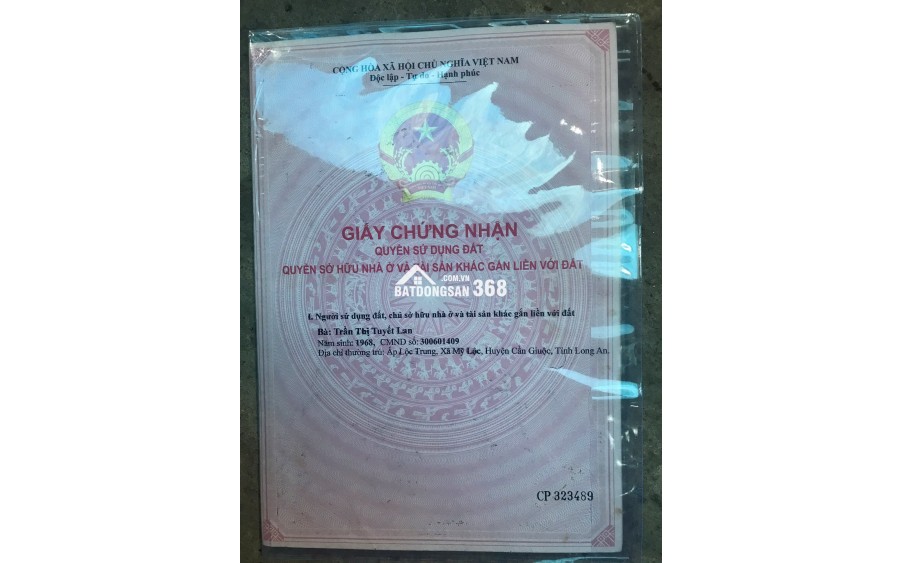 CỘNG HÒA XÃ HỘI CHỦ NGHĨA VIỆT NAM
Độc lập - Tự do - Hạnh phúc
GIẤY CHỨNG NHẬN
QUYỀN SỬ DỤNG ĐẤT
QUYỀN SỞ HỮU NHÀ Ở VÀ TÀI SẢN KHÁC GẮN LIỀN VỚI ĐẤT
.COM.VN
BATDONGSAN 368
I. Người sử dụng đất, chủ sở hữu nhà ở và tài sản khác gắn liền với đất
Bà: Trần Thị Tuyết Lan
Năm sinh: 1968, CMND số: 300601409
Địa chỉ thường trú: Ấp Lộc Trung, Xã Mỹ Lộc, Huyện Cần Giuộc, Tỉnh Long An.
CP 323489